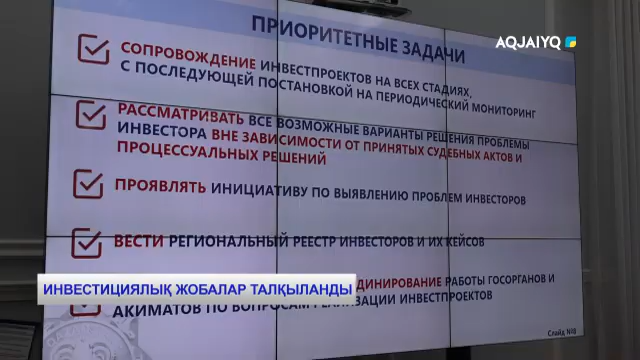 AQJAIYQ
ПРИОРИТЕТНЫЕ ЗАДАЧИ
СОПРОВОЖДЕНИЕ ИНВЕСТПРОЕКТОВ НА ВСЕХ СТАДИЯХ,
С ПОСЛЕДУЮЩЕЙ ПОСТАНОВКОЙ НА ПЕРИОДИЧЕСКИЙ МОНИТОРИНГ
РАССМАТРИВАТЬ ВСЕ ВОЗМОЖНЫЕ ВАРИАНТЫ РЕШЕНИЯ ПРОБЛЕМЫ
ИНВЕСТОРА ВНЕ ЗАВИСИМОСТИ ОТ ПРИНЯТЫХ СУДЕБНЫХ АКТОВ И
ПРОЦЕССУАЛЬНЫХ РЕШЕНИЙ
ПРОЯВЛЯТЬ ИНИЦИАТИВУ ПО ВЫЯВЛЕНИЮ ПРОБЛЕМ ИНВЕСТОРОВ
ВЕСТИ РЕГИОНАЛЬНЫЙ РЕЕСТР ИНВЕСТОРОВ И ИХ КЕЙСОВ
ИНВЕСТИЦИЯЛЫҚ ЖОБАЛАР ТАЛҚЫЛАНДЫ
ДИНИРОВАНИЕ РАБОТЫ ГОСОРГАНОВ И
АКИМАТОВ ПО ВОПРОСАМ РЕАЛИЗАЦИИ ИНВЕСТПРОЕКТОВ
Слайд №8